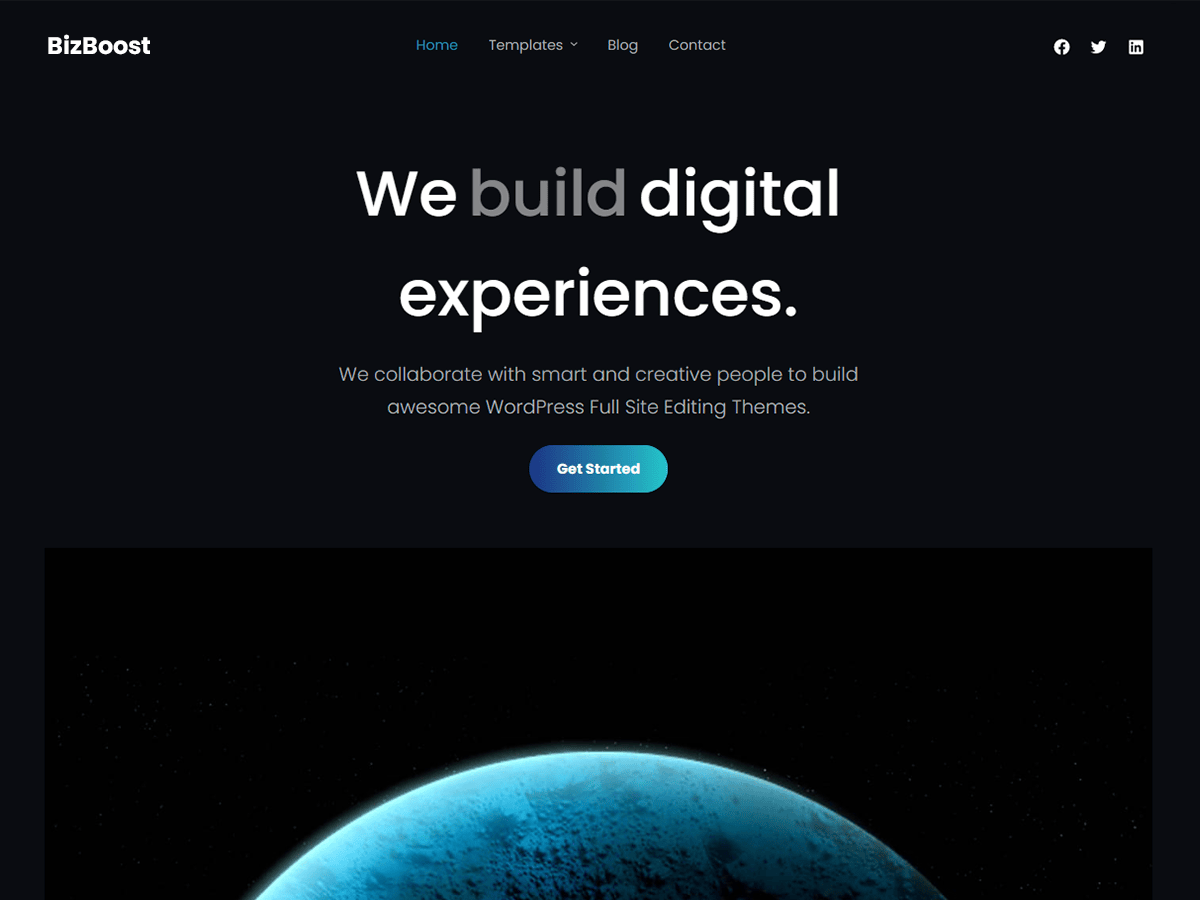 BizBoost
Home Templates Blog Contact
We build digital
experiences.
We collaborate with smart and creative people to build
awesome WordPress Full Site Editing Themes.
Get Started